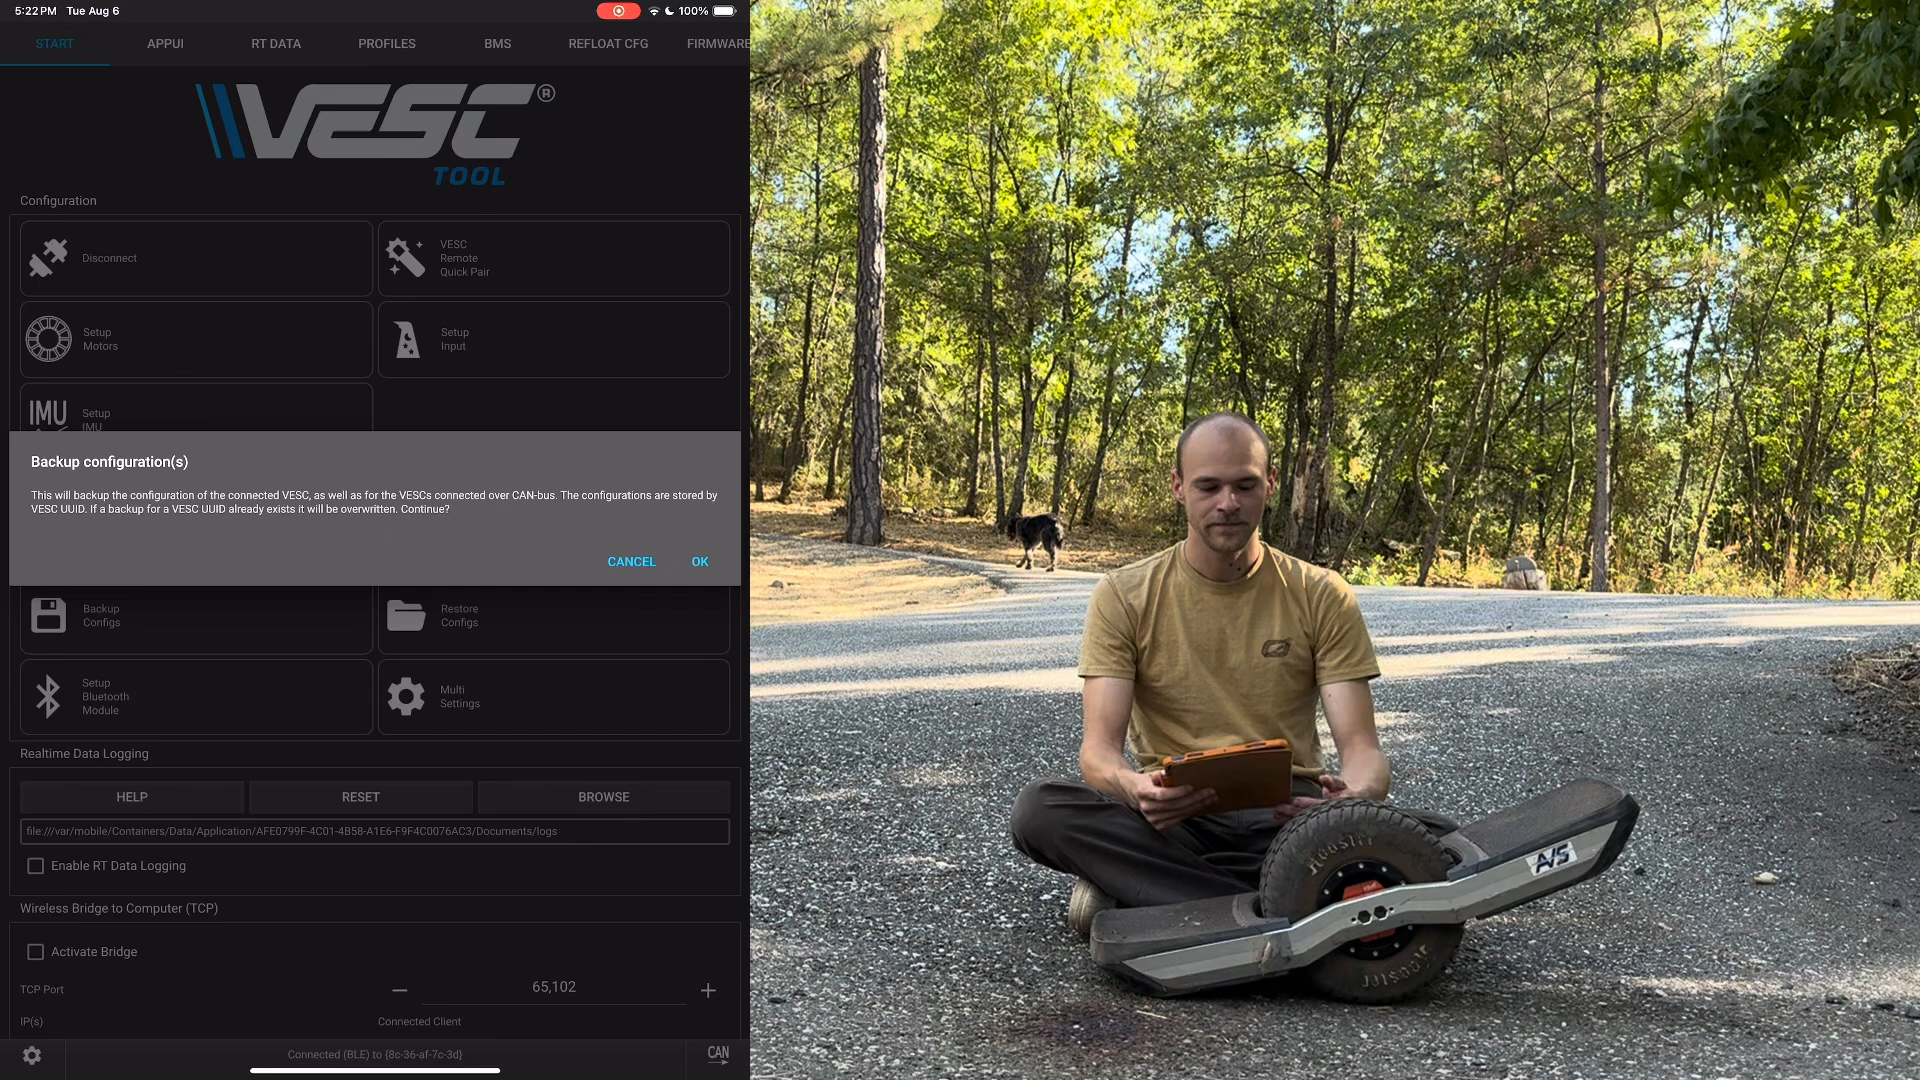 5:22 PM Tue Aug 6
100%
START APPUI RT DATA PROFILES BMS REFLOAT CFG FIRMWARE
VESC®
TOOL
Configuration
Disconnect
VESC
Remote
Quick Pair
Setup
Motors
Setup
Input
IMU
Setup
IMU
Backup configuration(s)
This will backup the configuration of the connected VESC, as well as for the VESCs connected over CAN-bus. The configurations are stored by
VESC UUID. If a backup for a VESC UUID already exists it will be overwritten. Continue?
CANCEL OK
Backup
Configs
Restore
Configs
Setup
Bluetooth
Module
Multi
Settings
Realtime Data Logging
HELP RESET BROWSE
file:///var/mobile/Containers/Data/Application/AFE0799F-4C01-4B58-A1E6-F9F4C0076AC3/Documents/logs
Enable RT Data Logging
Wireless Bridge to Computer (TCP)
Activate Bridge
TCP Port
65,102
IP(s)
Connected Client
Connected (BLE) to {8c-36-af-7c-3d}
CAN
HOOSIER
HOOSIER